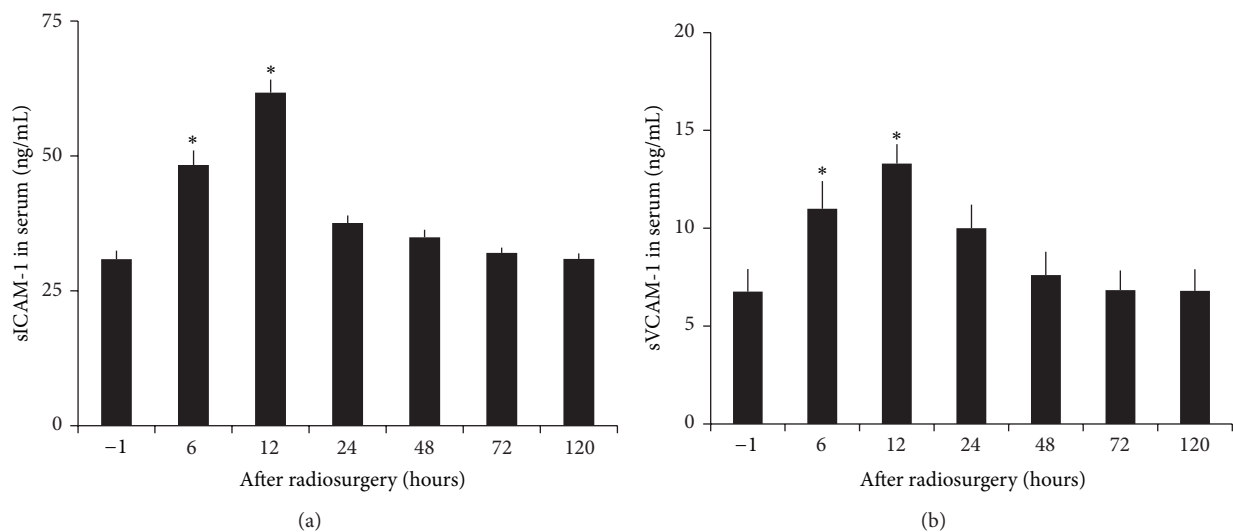 75
50
25
0
sICAM-1 in serum (ng/mL)
*
*
−1 6 12 24 48 72 120
After radiosurgery (hours)
(a)
20
15
10
5
0
sVCAM-1 in serum (ng/mL)
*
*
−1 6 12 24 48 72 120
After radiosurgery (hours)
(b)